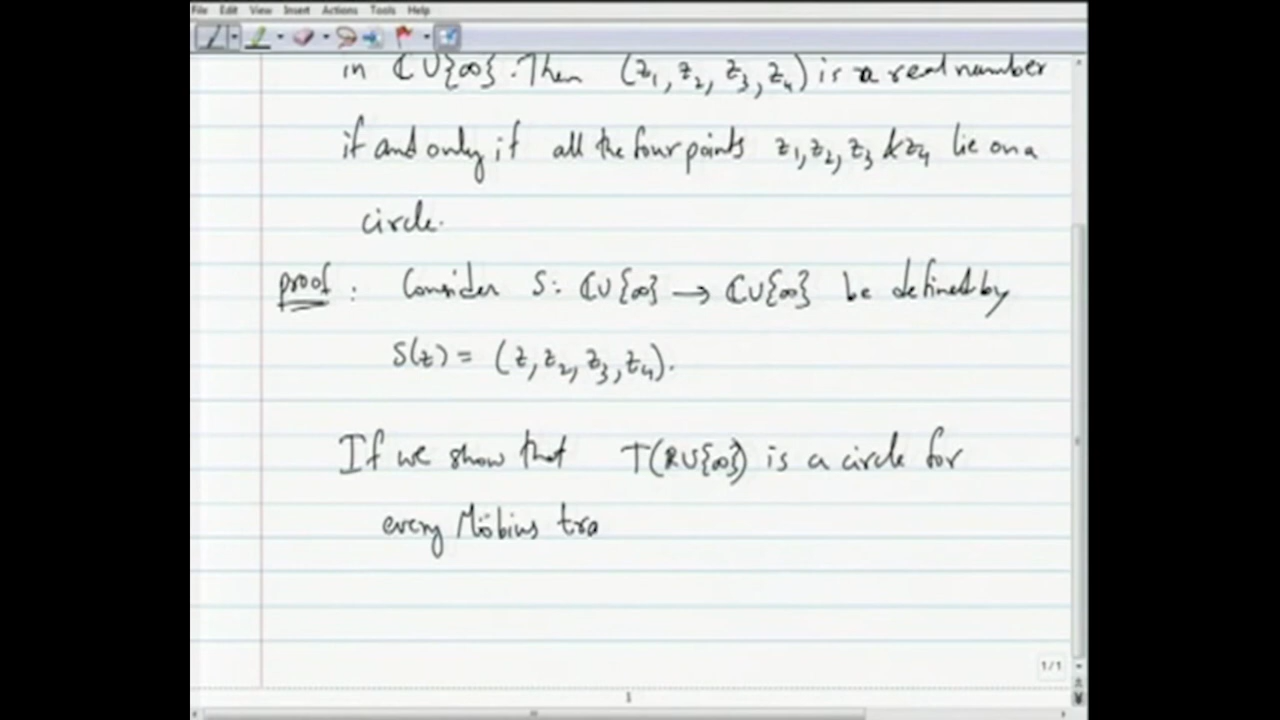 File Edit View Insert Actions Tools Help
in ℂ∪{∞}. Then (z₁, z₂, z₃, z₄) is a real number
if and only if all the four points z₁, z₂, z₃ & z₄ lie on a
circle.
proof: Consider S: ℂ∪{∞} → ℂ∪{∞} be defined by
S(z) = (z, z₂, z₃, z₄).
If we show that T(ℝ∪{∞}) is a circle for
every Möbius tra
1/1
1